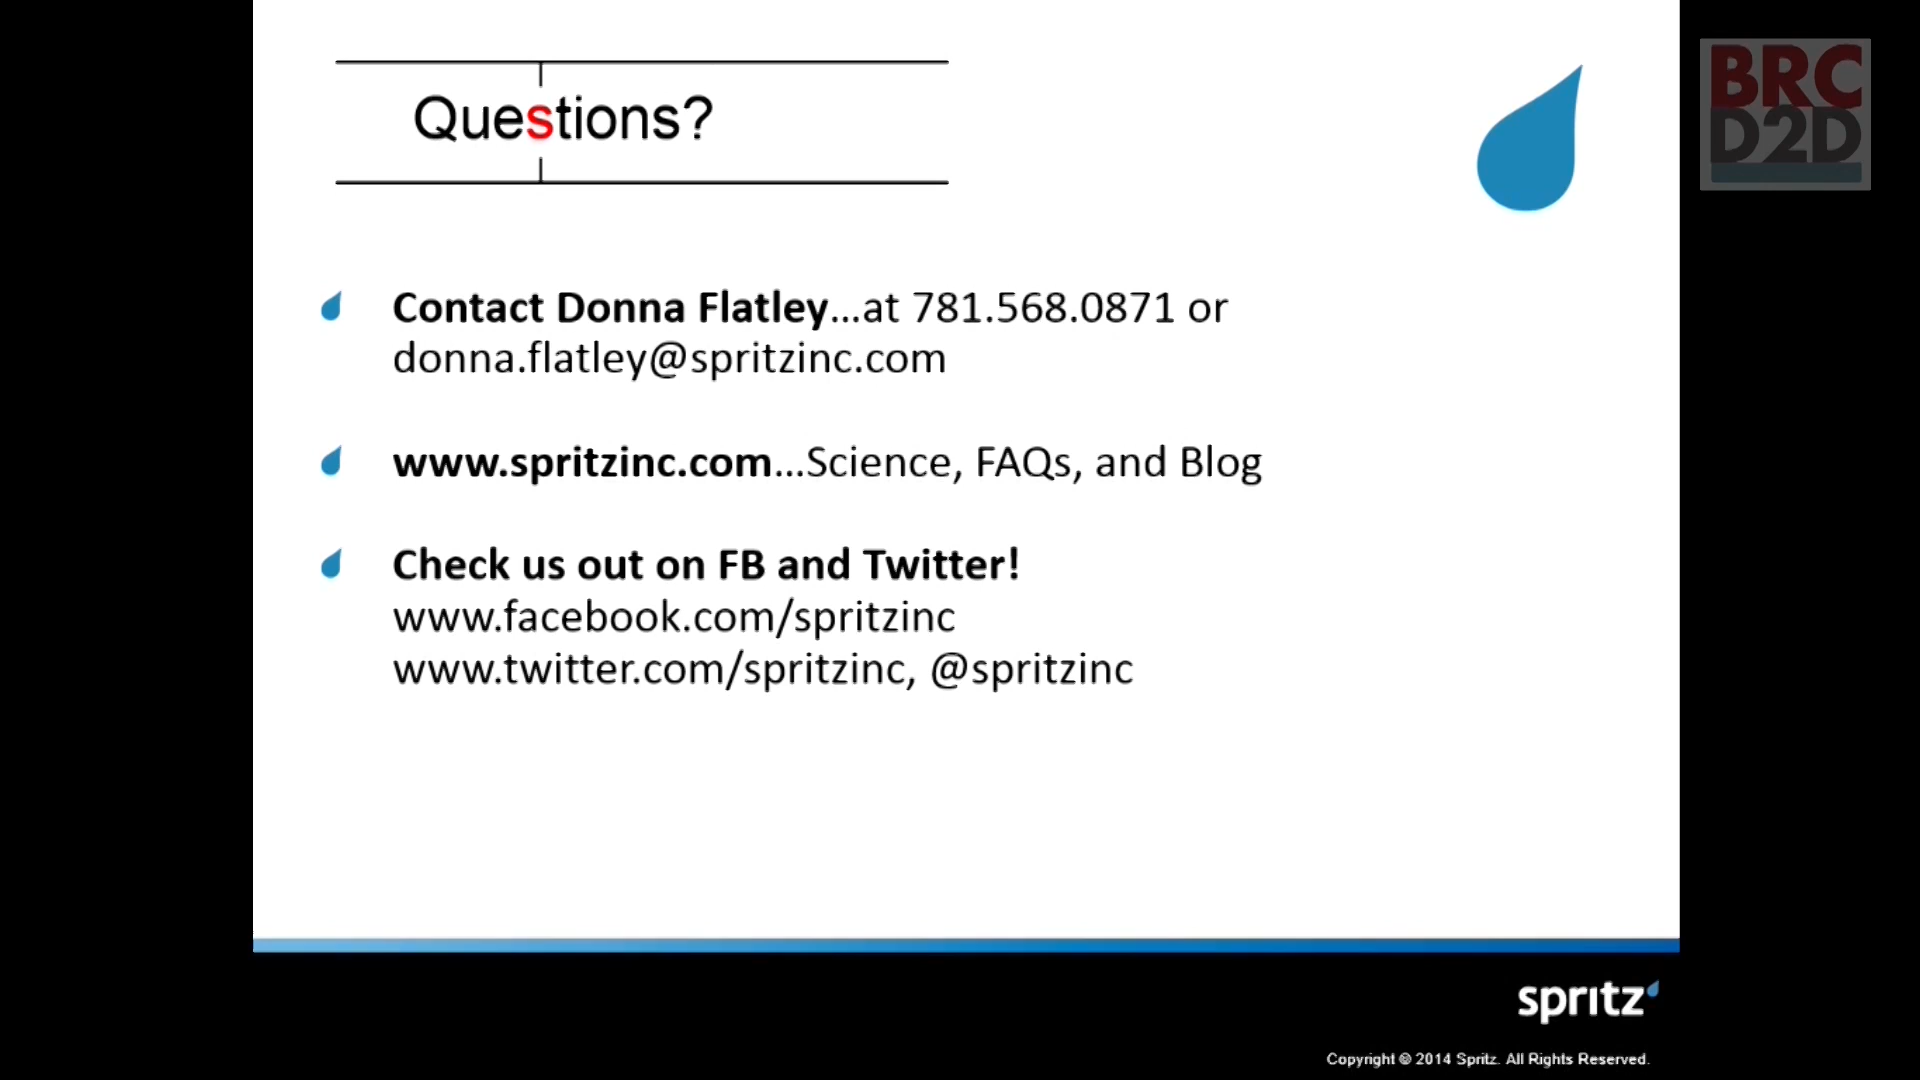 Questions?
BRC
D2D
Contact Donna Flatley...at 781.568.0871 or
donna.flatley@spritzinc.com
www.spritzinc.com...Science, FAQs, and Blog
Check us out on FB and Twitter!
www.facebook.com/spritzinc
www.twitter.com/spritzinc, @spritzinc
spritz
Copyright © 2014 Spritz. All Rights Reserved.